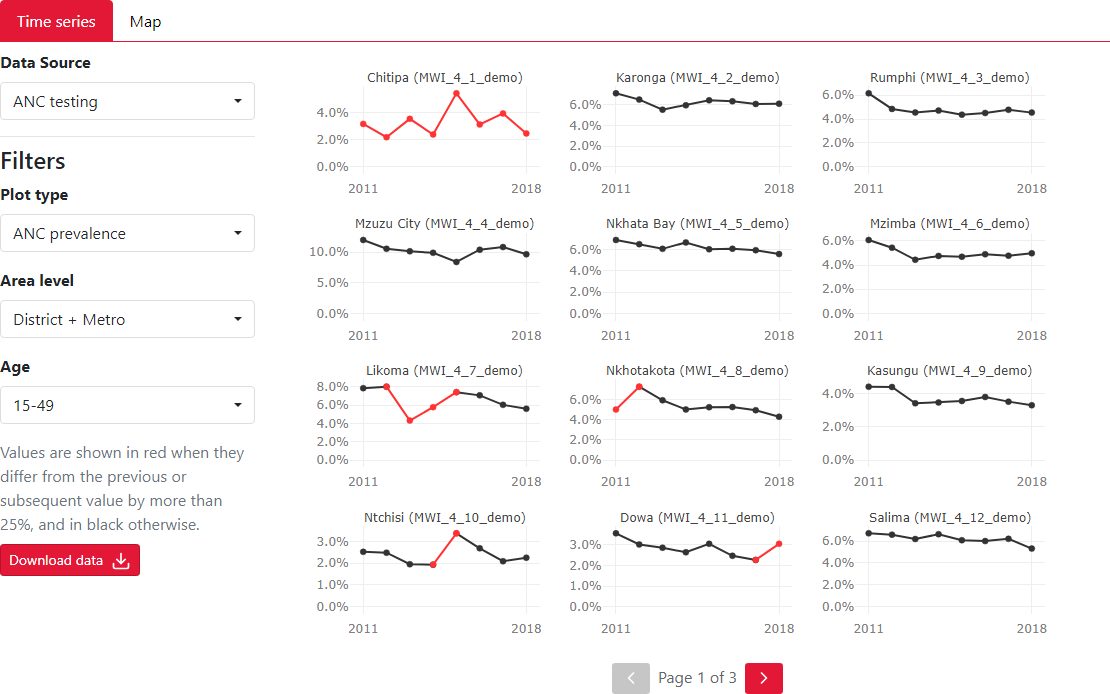 Time series
Map
Data Source
ANC testing
Filters
Plot type
ANC prevalence
Area level
District + Metro
Age
15-49
Values are shown in red when they
differ from the previous or
subsequent value by more than
25%, and in black otherwise.
Download data
Chitipa (MWI_4_1_demo)
4.0%
2.0%
0.0%
2011 2018
Karonga (MWI_4_2_demo)
6.0%
4.0%
2.0%
0.0%
2011 2018
Rumphi (MWI_4_3_demo)
6.0%
4.0%
2.0%
0.0%
2011 2018
Mzuzu City (MWI_4_4_demo)
10.0%
5.0%
0.0%
2011 2018
Nkhata Bay (MWI_4_5_demo)
6.0%
4.0%
2.0%
0.0%
2011 2018
Mzimba (MWI_4_6_demo)
6.0%
4.0%
2.0%
0.0%
2011 2018
Likoma (MWI_4_7_demo)
8.0%
6.0%
4.0%
2.0%
0.0%
2011 2018
Nkhotakota (MWI_4_8_demo)
6.0%
4.0%
2.0%
0.0%
2011 2018
Kasungu (MWI_4_9_demo)
4.0%
2.0%
0.0%
2011 2018
Ntchisi (MWI_4_10_demo)
3.0%
2.0%
1.0%
0.0%
2011 2018
Dowa (MWI_4_11_demo)
3.0%
2.0%
1.0%
0.0%
2011 2018
Salima (MWI_4_12_demo)
6.0%
4.0%
2.0%
0.0%
2011 2018
Page 1 of 3